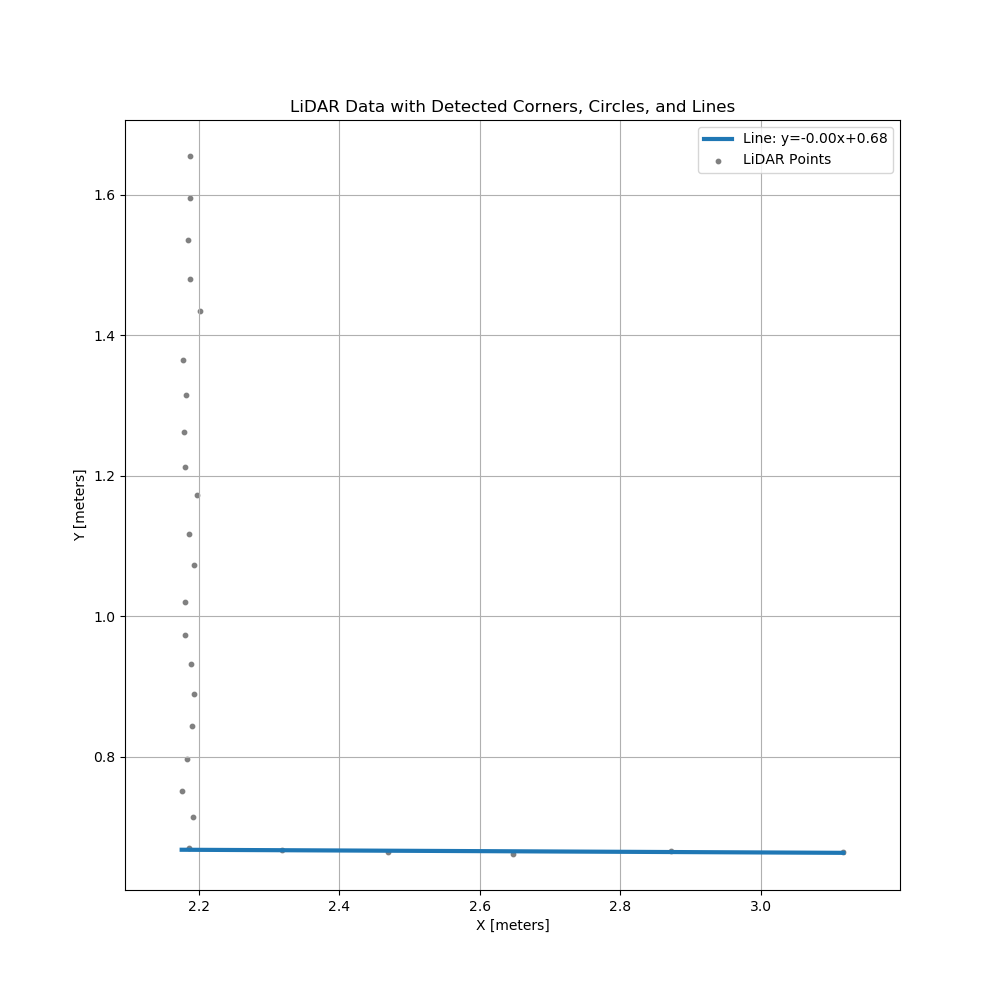 LiDAR Data with Detected Corners, Circles, and Lines
Line: y=-0.00x+0.68
LiDAR Points
1.6
1.4
1.2
1.0
0.8
Y [meters]
2.2
2.4
2.6
2.8
3.0
X [meters]